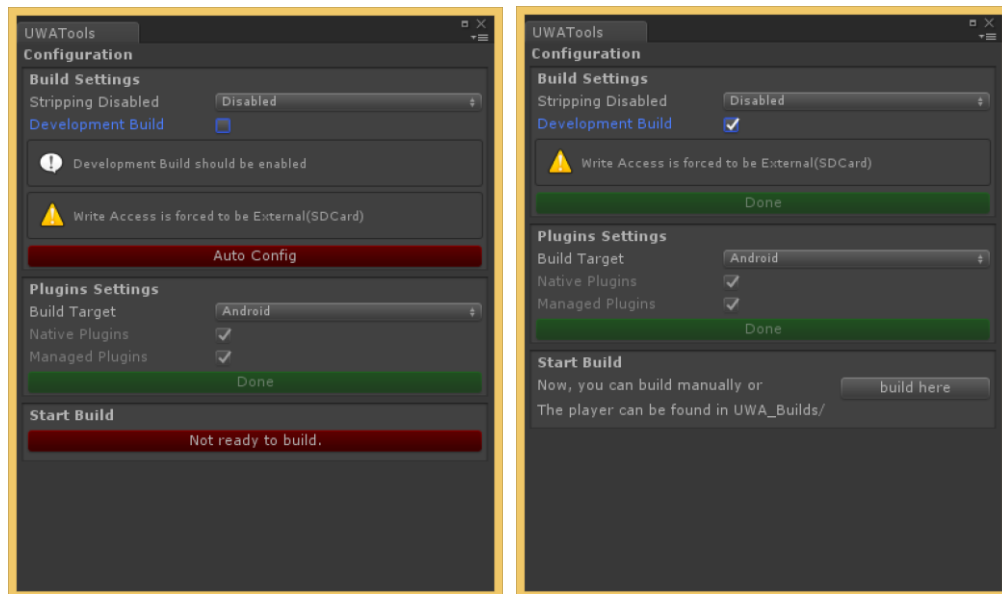 UWATools
Configuration
Build Settings
Stripping Disabled Disabled
Development Build
Development Build should be enabled
Write Access is forced to be External(SDCard)
Auto Config
Plugins Settings
Build Target Android
Native Plugins
Managed Plugins
Done
Start Build
Not ready to build.
UWATools
Configuration
Build Settings
Stripping Disabled Disabled
Development Build
Write Access is forced to be External(SDCard)
Done
Plugins Settings
Build Target Android
Native Plugins
Managed Plugins
Done
Start Build
Now, you can build manually or build here
The player can be found in UWA_Builds/